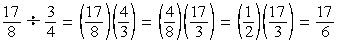 17/8 ÷ 3/4 = (17/8)(4/3) = (4/8)(17/3) = (1/2)(17/3) = 17/6